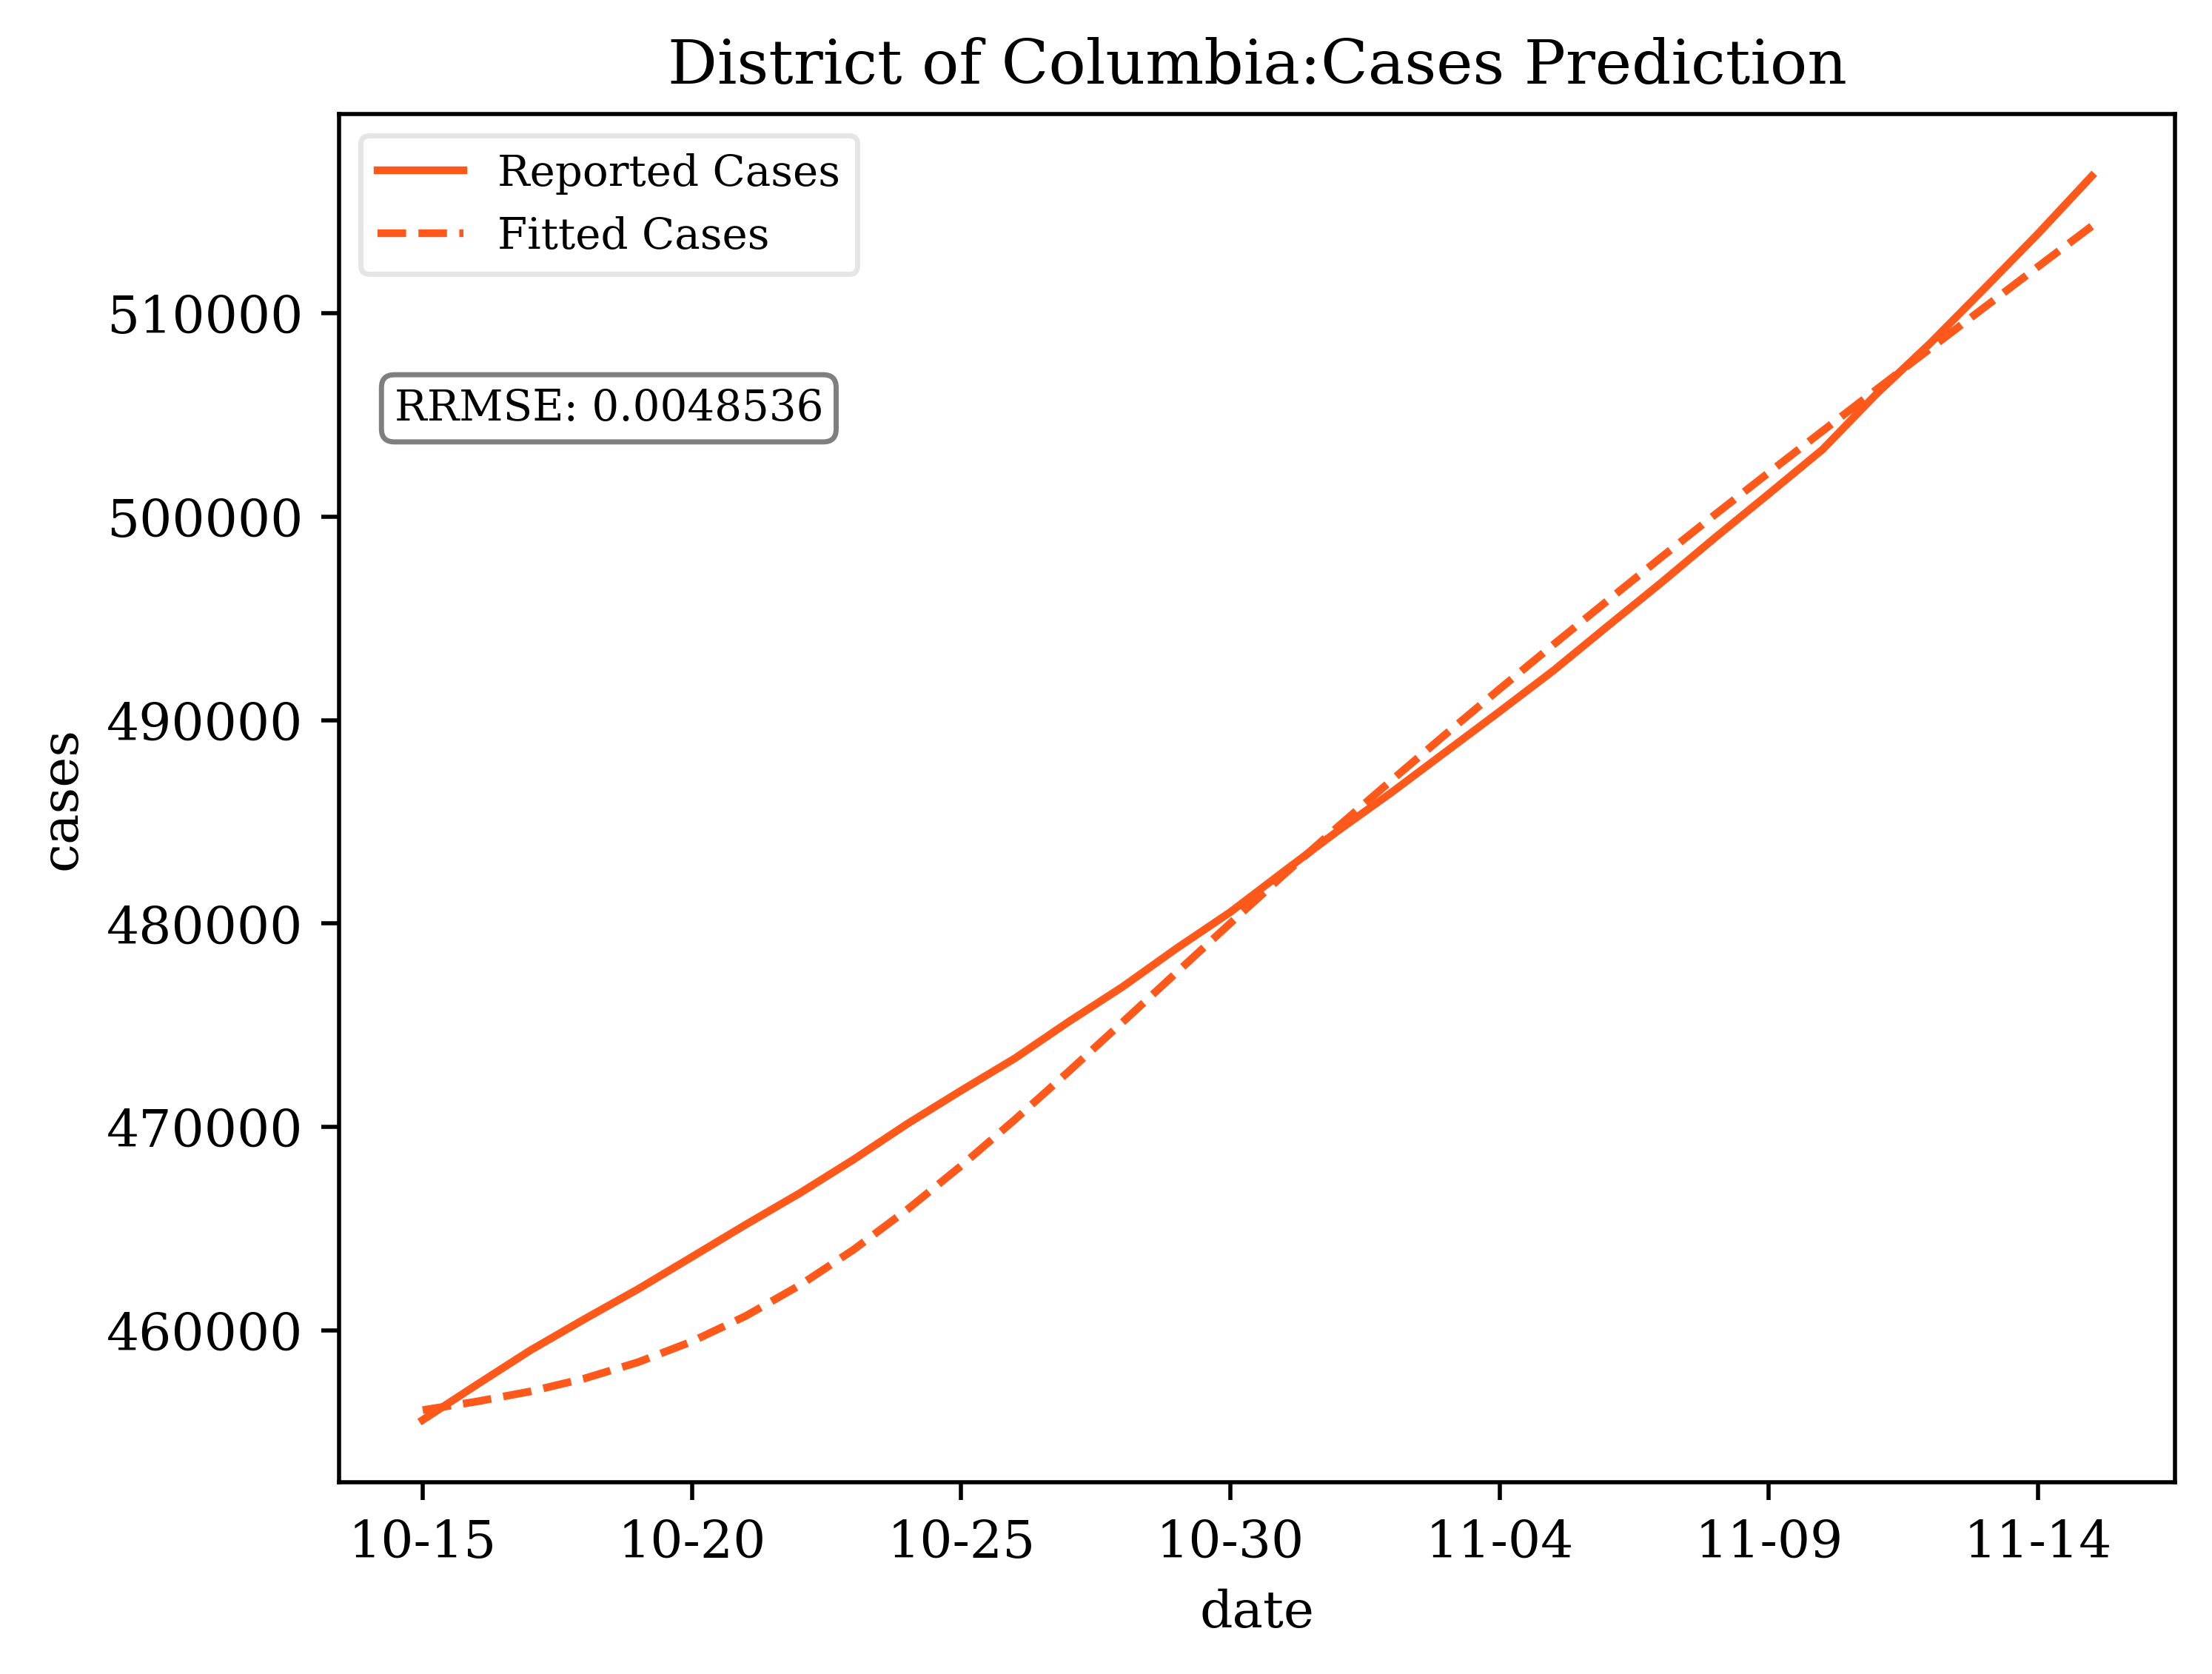 District of Columbia:Cases Prediction
Reported Cases
Fitted Cases
RRMSE: 0.0048536
510000
500000
490000
480000
470000
460000
cases
10-15 10-20 10-25 10-30 11-04 11-09 11-14
date